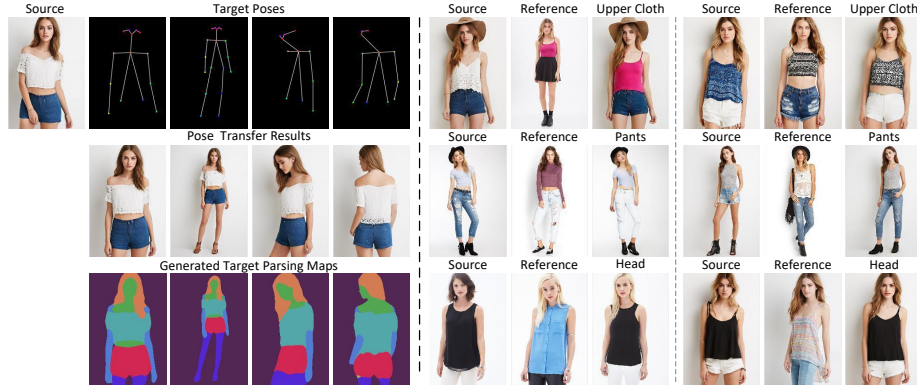 Source
Target Poses
Source
Reference
Upper Cloth
Source
Reference
Upper Cloth
Pose Transfer Results
Source
Reference
Pants
Source
Reference
Pants
Generated Target Parsing Maps
Source
Reference
Head
Source
Reference
Head